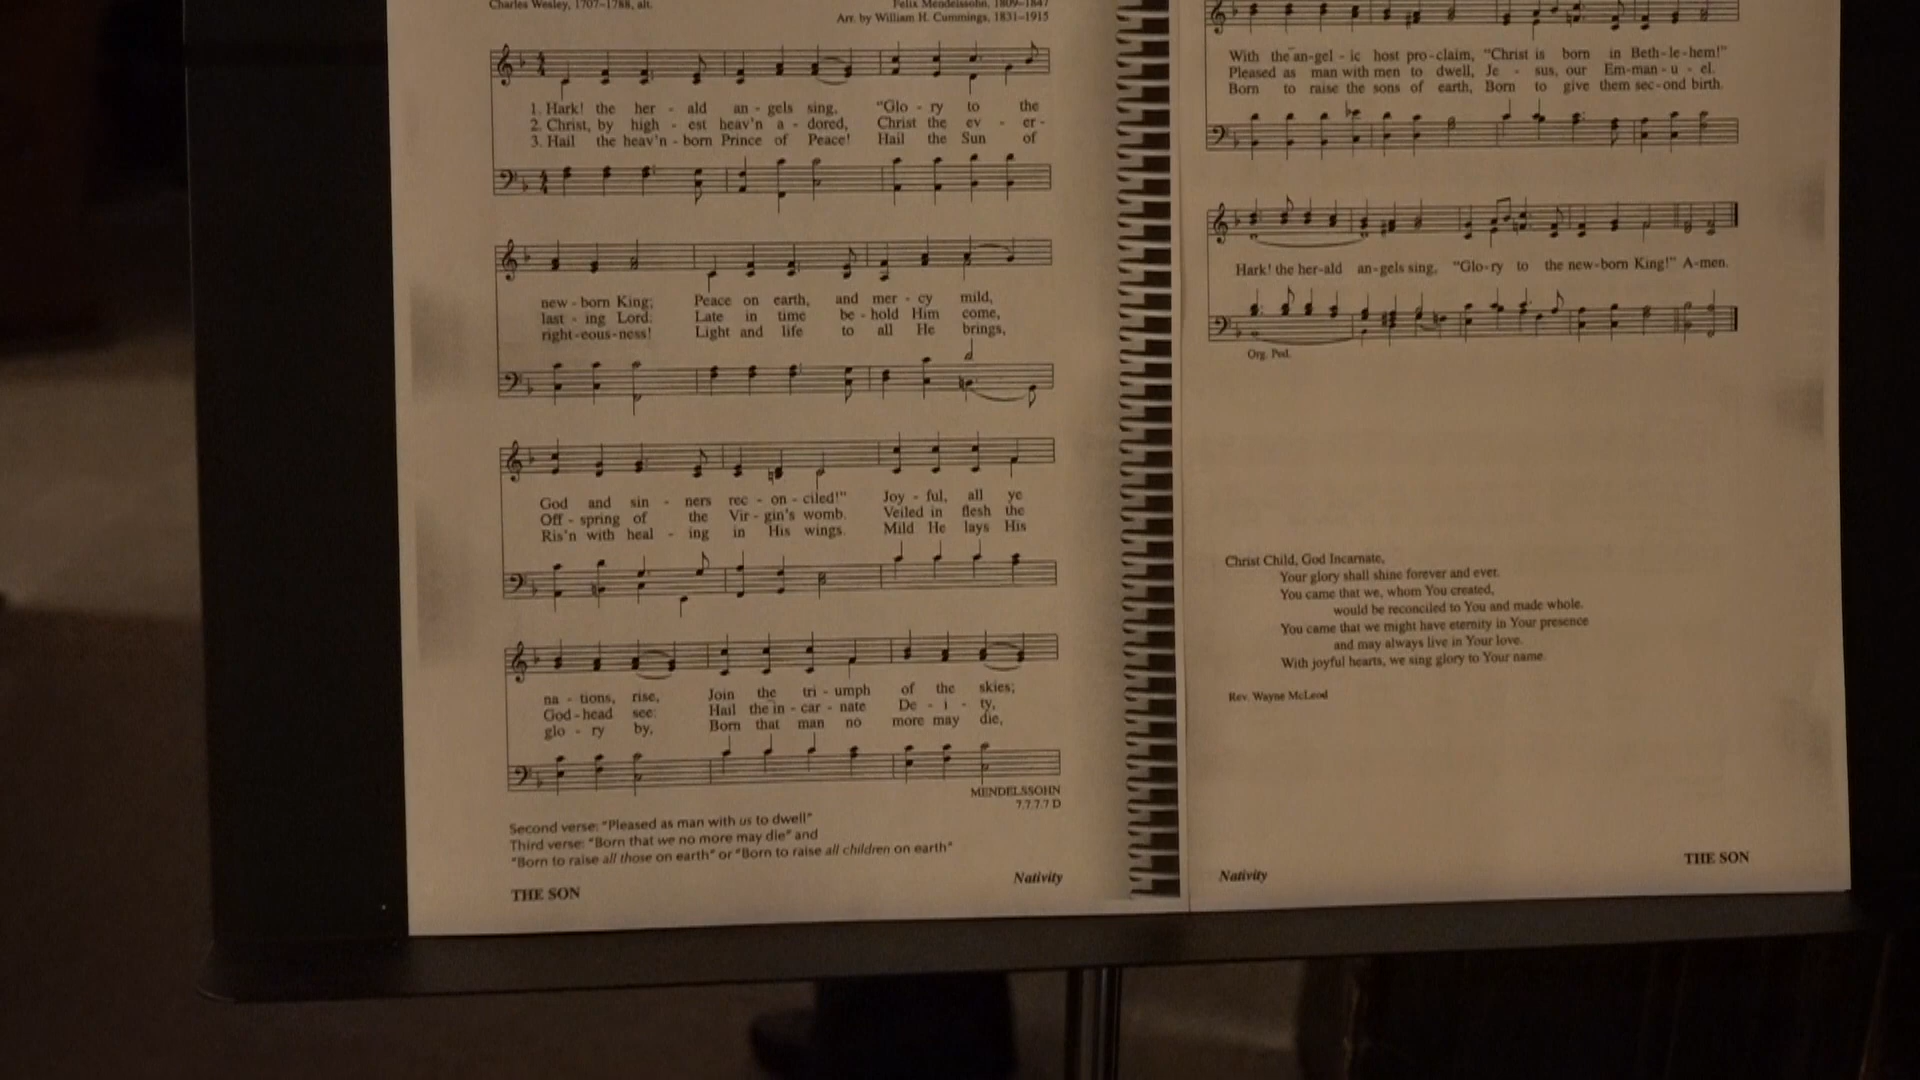 Charles Wesley, 1707–1788, alt.
Felix Mendelssohn, 1809–1847
Arr. by William H. Cummings, 1831–1915
1. Hark! the her - ald an - gels sing, "Glo - ry to the
2. Christ, by high - est heav'n a - dored, Christ the ev - er-
3. Hail the heav'n - born Prince of Peace! Hail the Sun of
new - born King; Peace on earth, and mer - cy mild,
last - ing Lord: Late in time be - hold Him come,
right-eous-ness! Light and life to all He brings,
God and sin - ners rec - on - ciled!" Joy - ful, all ye
Off - spring of the Vir - gin's womb. Veiled in flesh the
Ris'n with heal - ing in His wings. Mild He lays His
na - tions, rise, Join the tri - umph of the skies;
God - head see; Hail the in - car - nate De - i - ty,
glo - ry by, Born that man no more may die,
MENDELSSOHN
7.7.7.7 D
Second verse: "Pleased as man with us to dwell"
Third verse: "Born that we no more may die" and
"Born to raise all those on earth" or "Born to raise all children on earth"
THE SON
Nativity
With the an-gel - ic host pro-claim, "Christ is born in Beth-le-hem!"
Pleased as man with men to dwell, Je - sus, our Em-man - u - el.
Born to raise the sons of earth, Born to give them sec-ond birth.
Hark! the her-ald an-gels sing, "Glo-ry to the new-born King!" A-men.
Org. Ped.
Christ Child, God Incarnate,
Your glory shall shine forever and ever.
You came that we, whom You created,
would be reconciled to You and made whole.
You came that we might have eternity in Your presence
and may always live in Your love.
With joyful hearts, we sing glory to Your name.
Rev. Wayne McLeod
Nativity
THE SON